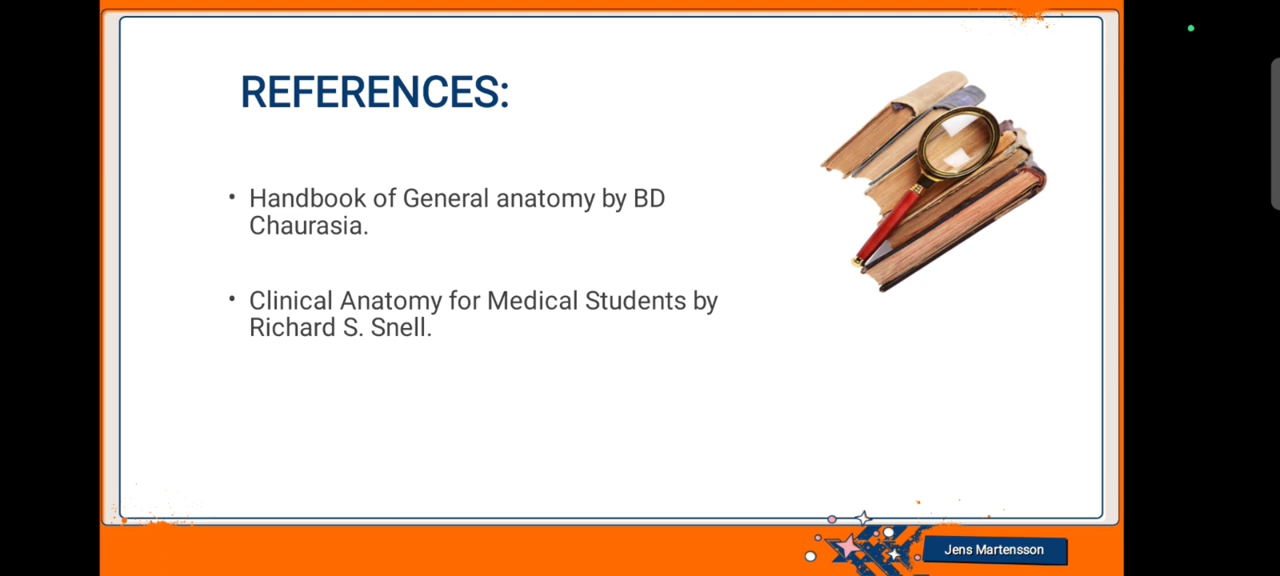 REFERENCES:
• Handbook of General anatomy by BD
Chaurasia.
• Clinical Anatomy for Medical Students by
Richard S. Snell.
Jens Martensson